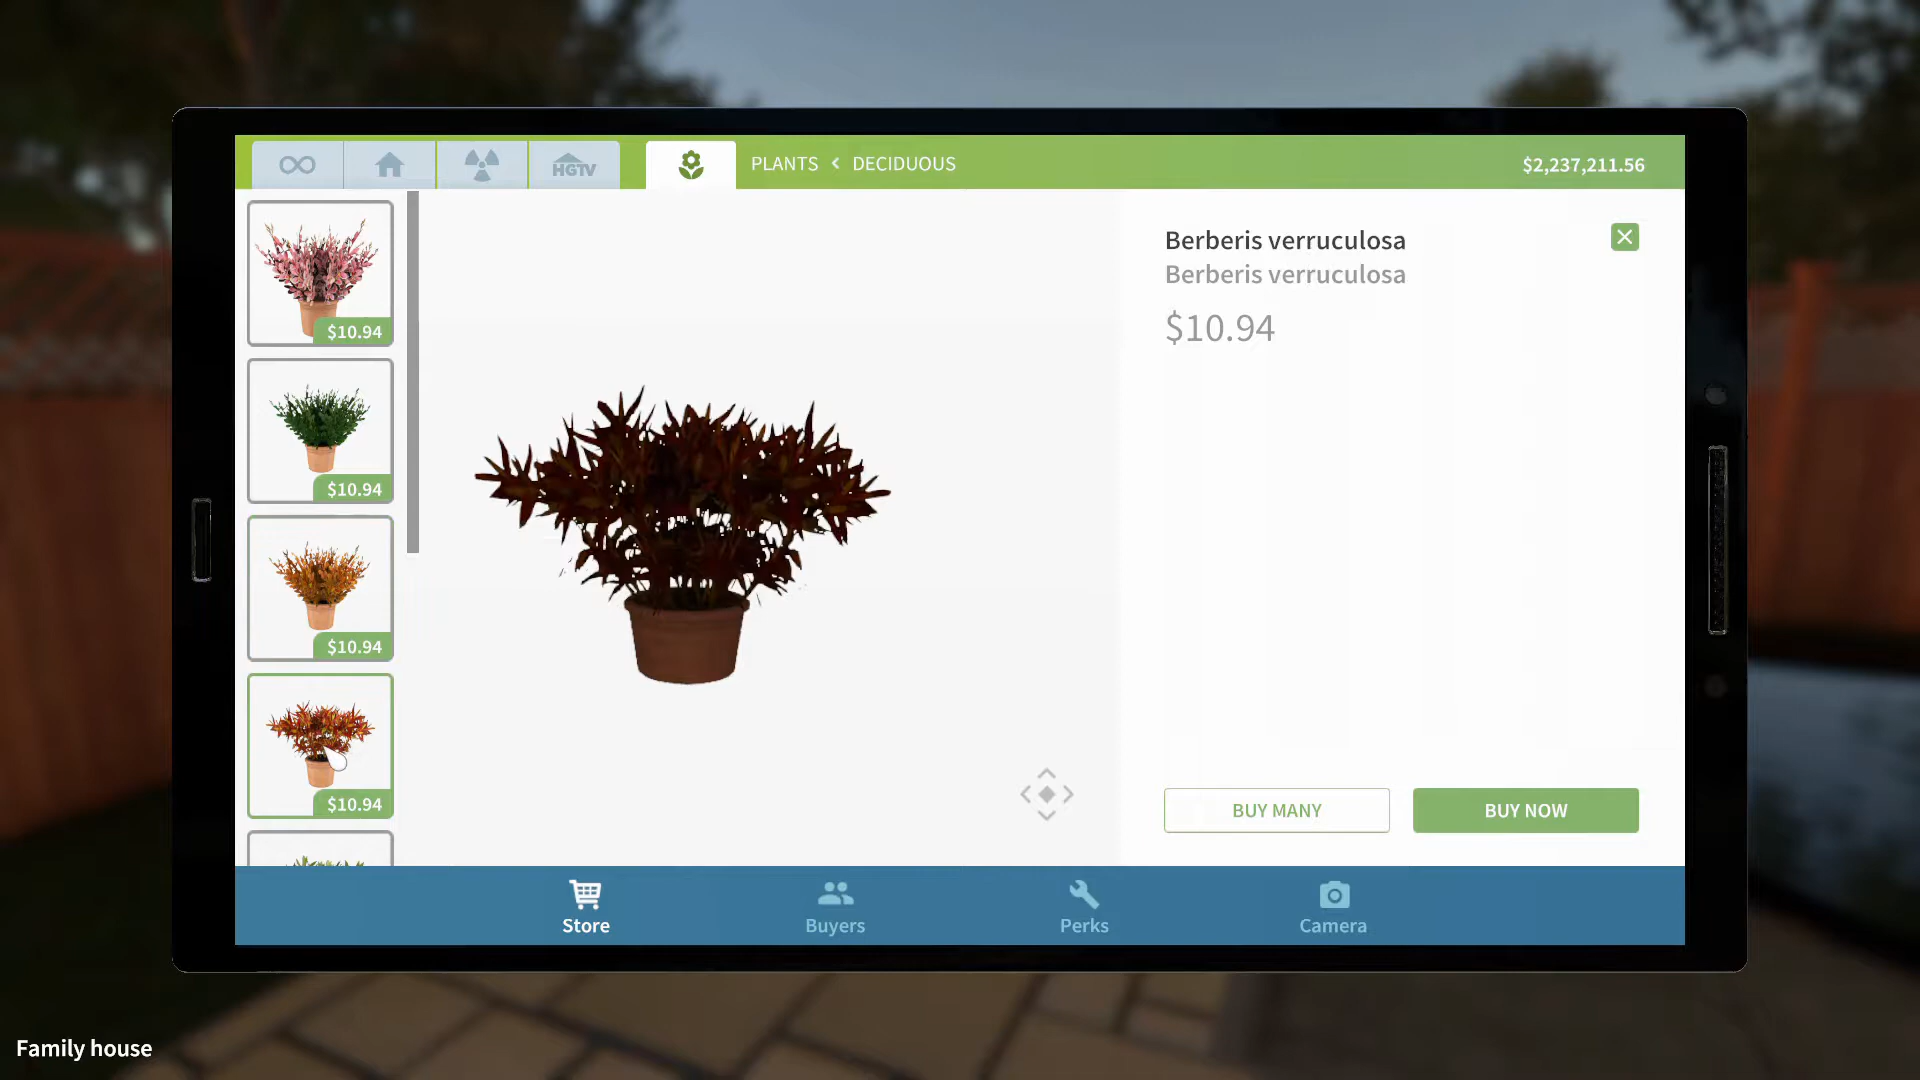 HGTV
PLANTS < DECIDUOUS
$2,237,211.56
$10.94
$10.94
$10.94
$10.94
Berberis verruculosa
Berberis verruculosa
$10.94
BUY MANY
BUY NOW
Store
Buyers
Perks
Camera
Family house